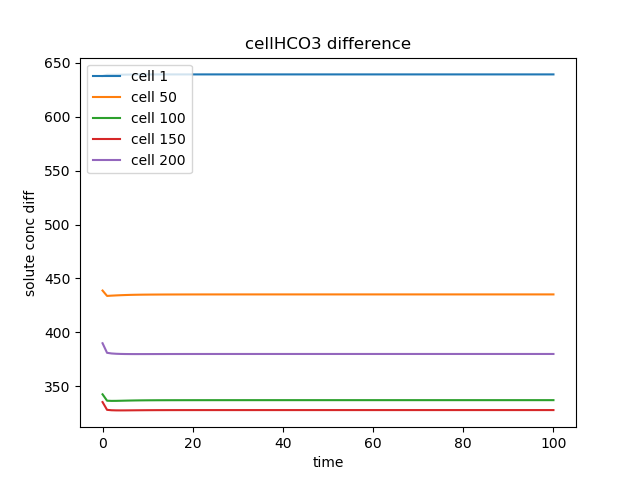 cellHCO3 difference
solute conc diff
650
600
550
500
450
400
350
cell 1
cell 50
cell 100
cell 150
cell 200
0 20 40 60 80 100
time